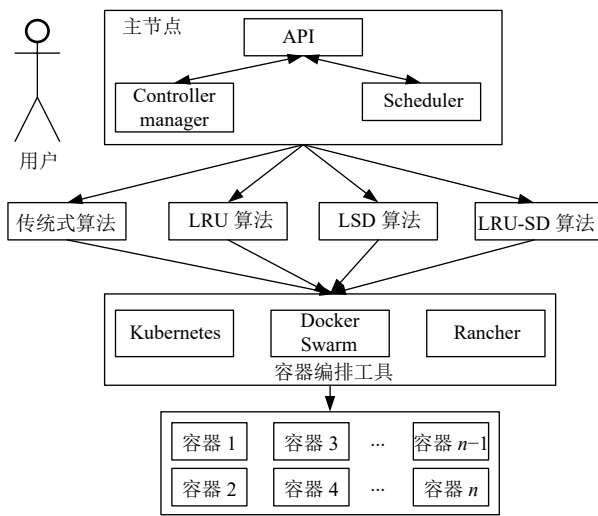 主节点
API
Controller
manager
Scheduler
用户
传统式算法
LRU 算法
LSD 算法
LRU-SD 算法
Kubernetes
Docker
Swarm
Rancher
容器编排工具
容器 1
容器 3
···
容器 n−1
容器 2
容器 4
···
容器 n